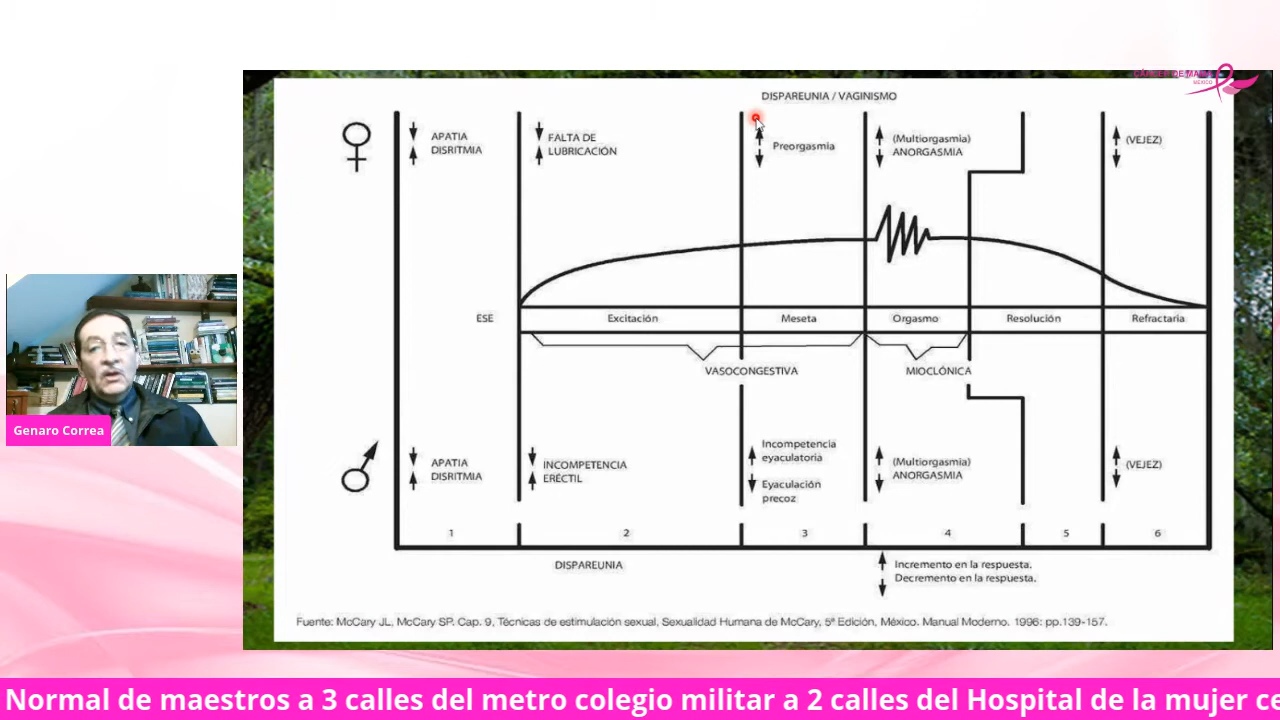 CÁNCER DE MAMA
MÉXICO
DISPAREUNIA / VAGINISMO
APATIA
DISRITMIA
FALTA DE
LUBRICACIÓN
Preorgasmia
(Multiorgasmia)
ANORGASMIA
(VEJEZ)
ESE
Excitación
Meseta
Orgasmo
Resolución
Refractaria
VASOCONGESTIVA
MIOCLÓNICA
APATIA
DISRITMIA
INCOMPETENCIA
ERÉCTIL
Incompetencia
eyaculatoria
Eyaculación
precoz
(Multiorgasmia)
ANORGASMIA
(VEJEZ)
1
2
3
4
5
6
DISPAREUNIA
Incremento en la respuesta.
Decremento en la respuesta.
Fuente: McCary JL, McCary SP. Cap. 9, Técnicas de estimulación sexual, Sexualidad Humana de McCary, 5ª Edición, México. Manual Moderno. 1996: pp.139-157.
Genaro Correa
Normal de maestros a 3 calles del metro colegio militar a 2 calles del Hospital de la mujer ce